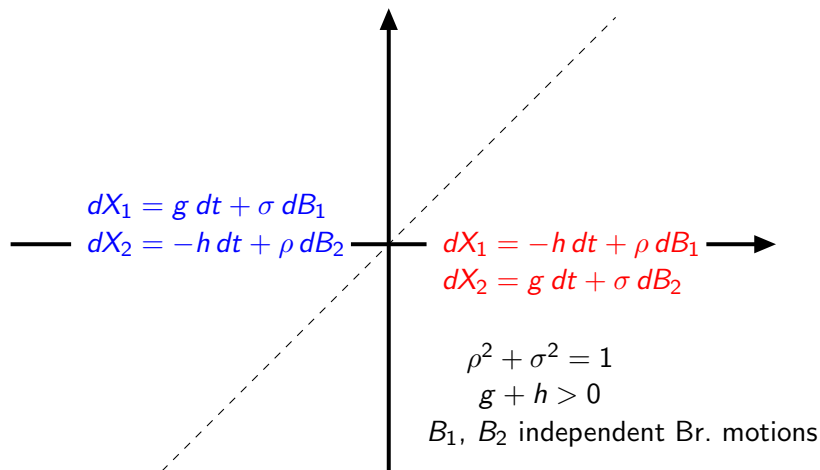 dX₁ = g dt + σ dB₁
dX₂ = −h dt + ρ dB₂
dX₁ = −h dt + ρ dB₁
dX₂ = g dt + σ dB₂
ρ² + σ² = 1
g + h > 0
B₁, B₂ independent Br. motions